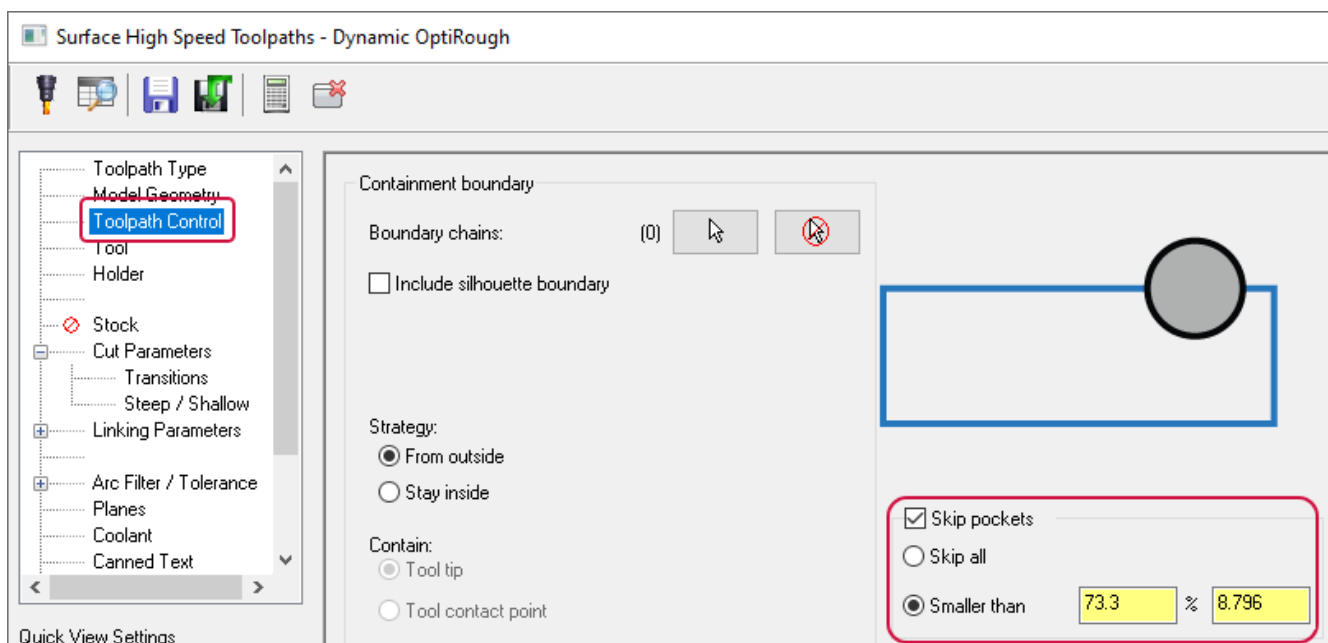 Surface High Speed Toolpaths - Dynamic OptiRough
Toolpath Type
Model Geometry
Toolpath Control
Tool
Holder
Stock
Cut Parameters
Transitions
Steep / Shallow
Linking Parameters
Arc Filter / Tolerance
Planes
Coolant
Canned Text
Quick View Settings
Containment boundary
Boundary chains: (0)
Include silhouette boundary
Strategy:
From outside
Stay inside
Contain:
Tool tip
Tool contact point
Skip pockets
Skip all
Smaller than 73.3 % 8.796